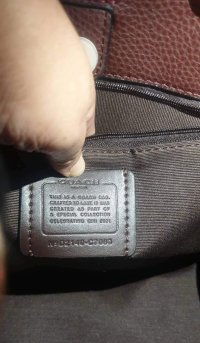 COACH
THIS IS A COACH BAG.
CRAFTED TO LAST IT WAS
CREATED AS PART OF
A SPECIAL COLLECTION
CELEBRATING OUR